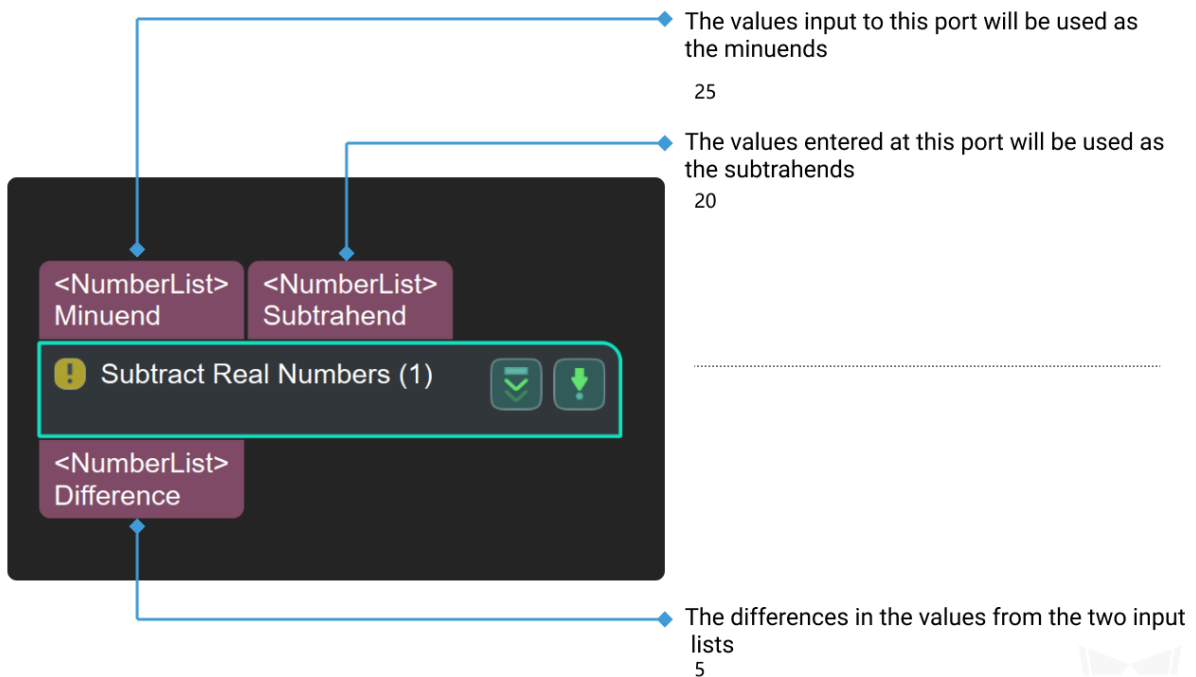 The values input to this port will be used as
the minuends
25
The values entered at this port will be used as
the subtrahends
20
<NumberList>
Minuend
<NumberList>
Subtrahend
Subtract Real Numbers (1)
<NumberList>
Difference
The differences in the values from the two input
lists
5